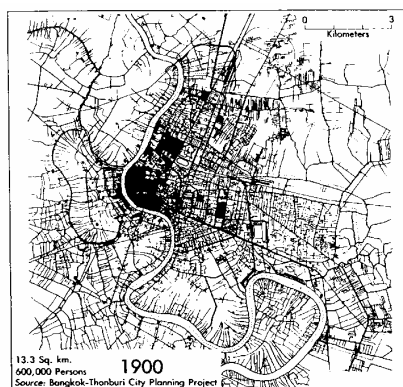 0 3
Kilometers
13.3 Sq. km.
600,000 Persons
1900
Source: Bangkok-Thonburi City Planning Project